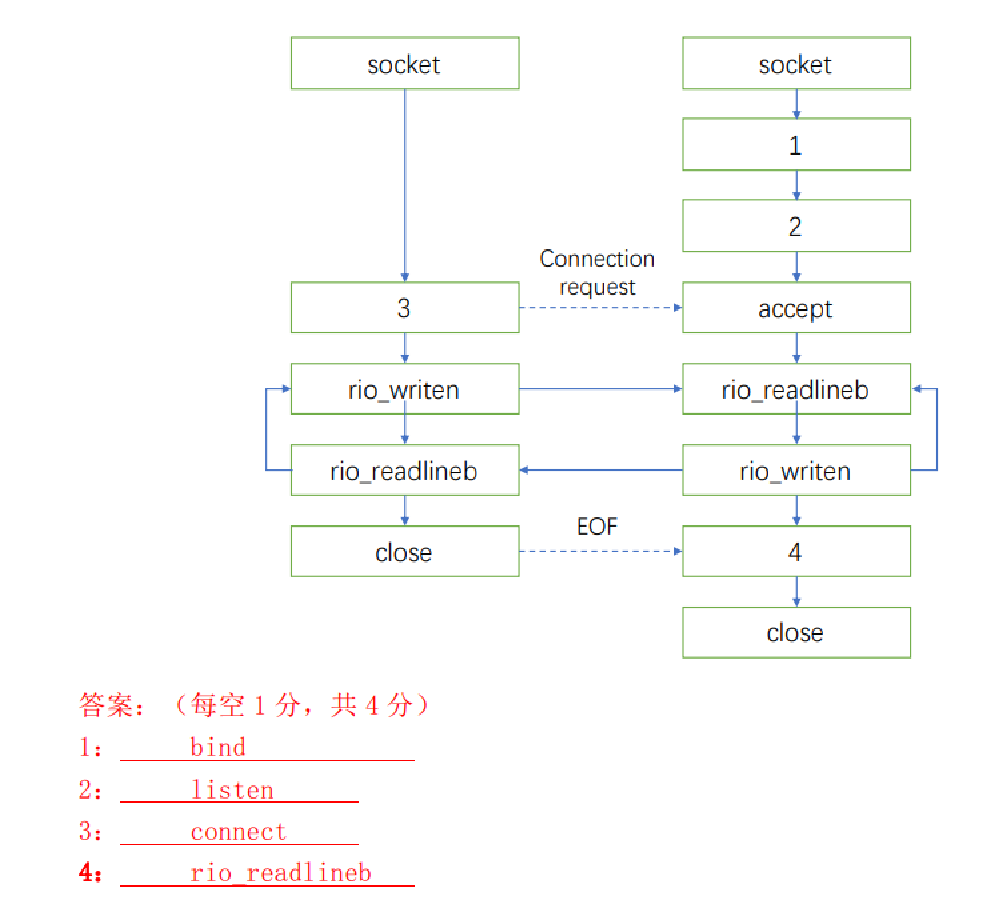 socket socket
1
2
Connection
request
3 accept
rio_writen rio_readlineb
rio_readlineb rio_writen
EOF
close 4
close
答案：（每空 1 分，共 4 分）
1： bind
2： listen
3： connect
4： rio_readlineb